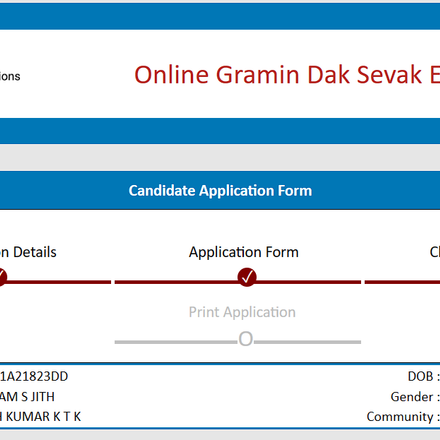 ions
Online Gramin Dak Sevak E
Candidate Application Form
n Details
Application Form
Cl
Print Application
1A21823DD
DOB :
AM S JITH
Gender :
H KUMAR K T K
Community :